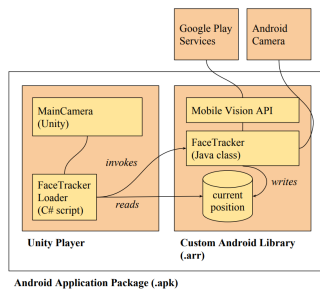 Google Play
Services
Android
Camera
MainCamera
(Unity)
Mobile Vision API
FaceTracker
(Java class)
invokes
FaceTracker
Loader
(C# script)
reads
writes
current
position
Unity Player
Custom Android Library
(.arr)
Android Application Package (.apk)